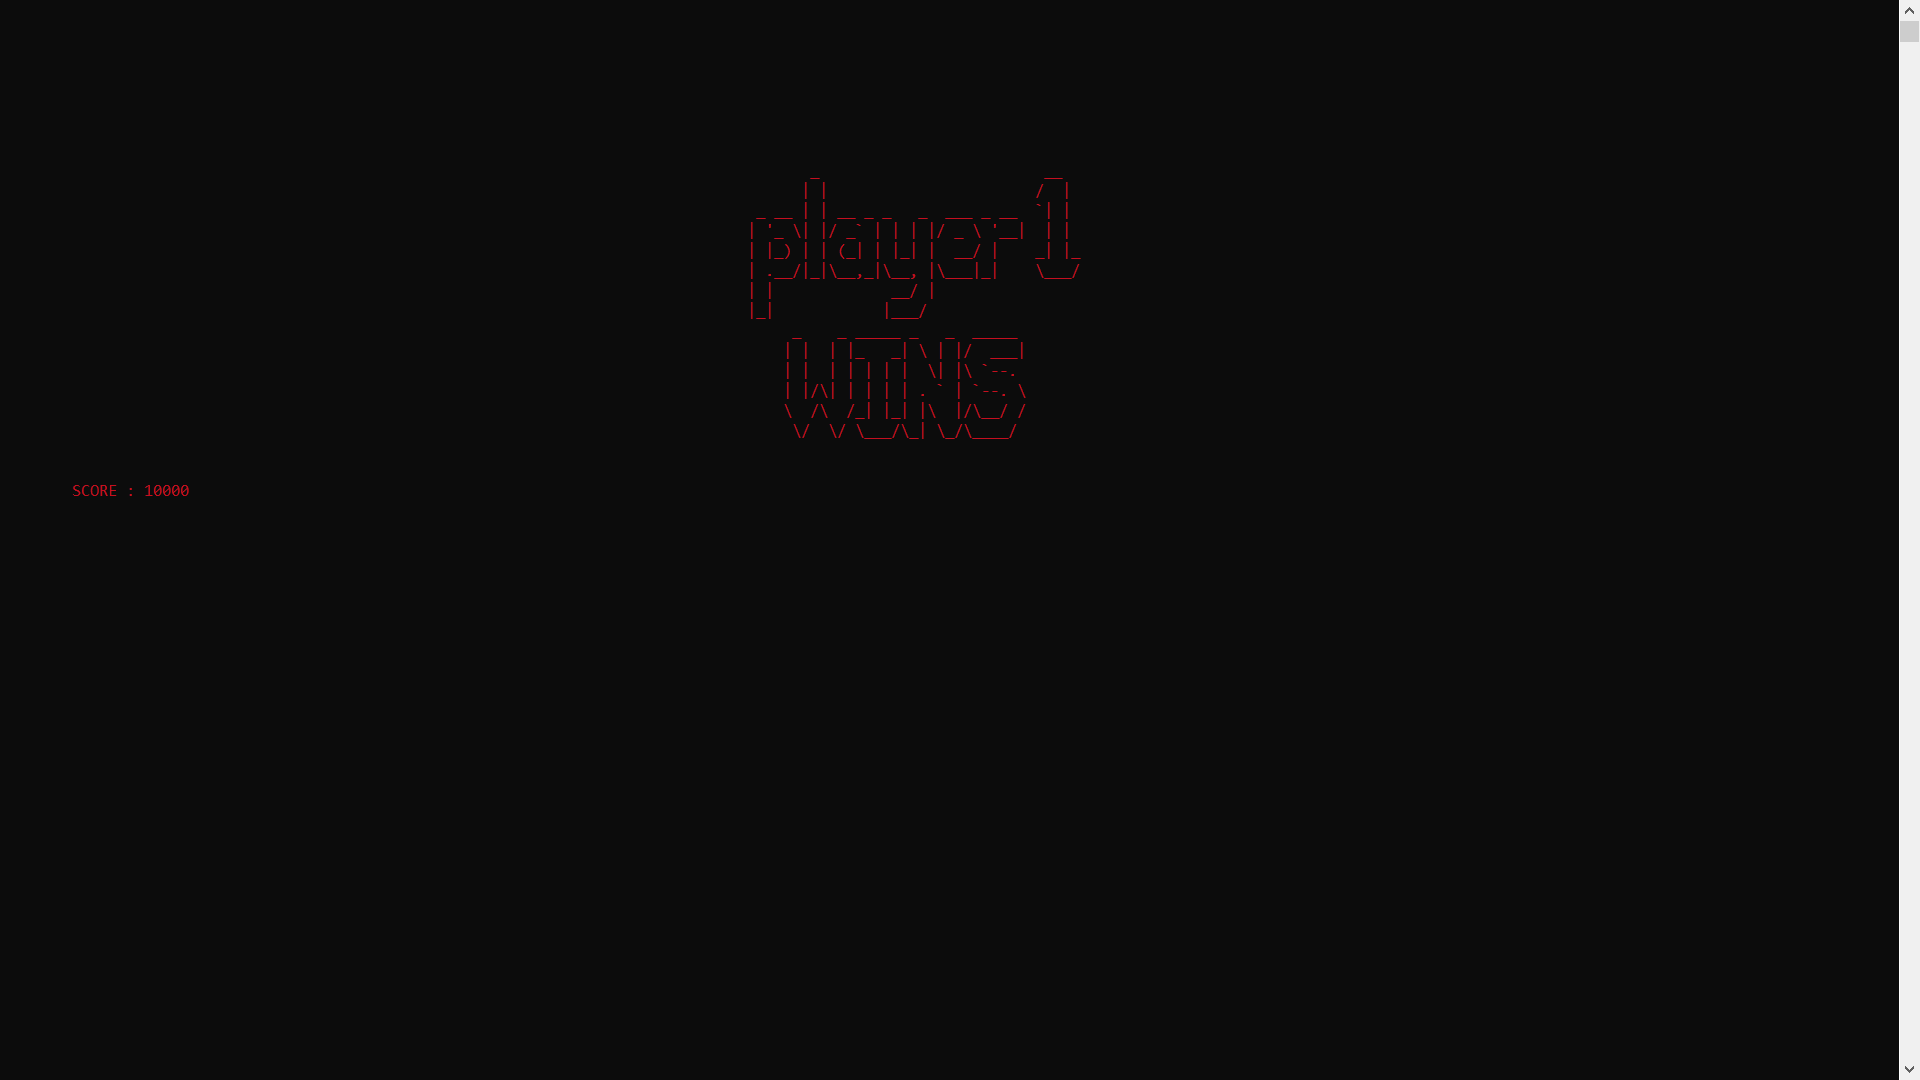 player 1
WINS
SCORE : 10000